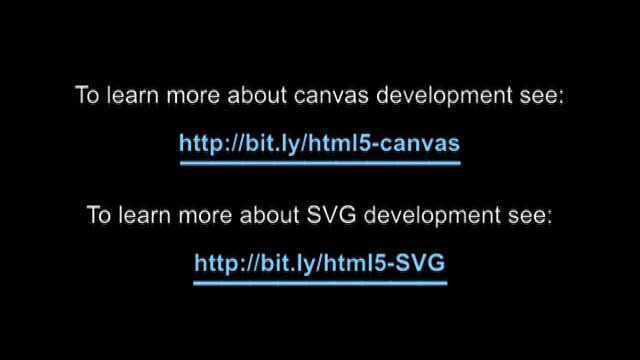 To learn more about canvas development see:
http://bit.ly/html5-canvas
To learn more about SVG development see:
http://bit.ly/html5-SVG